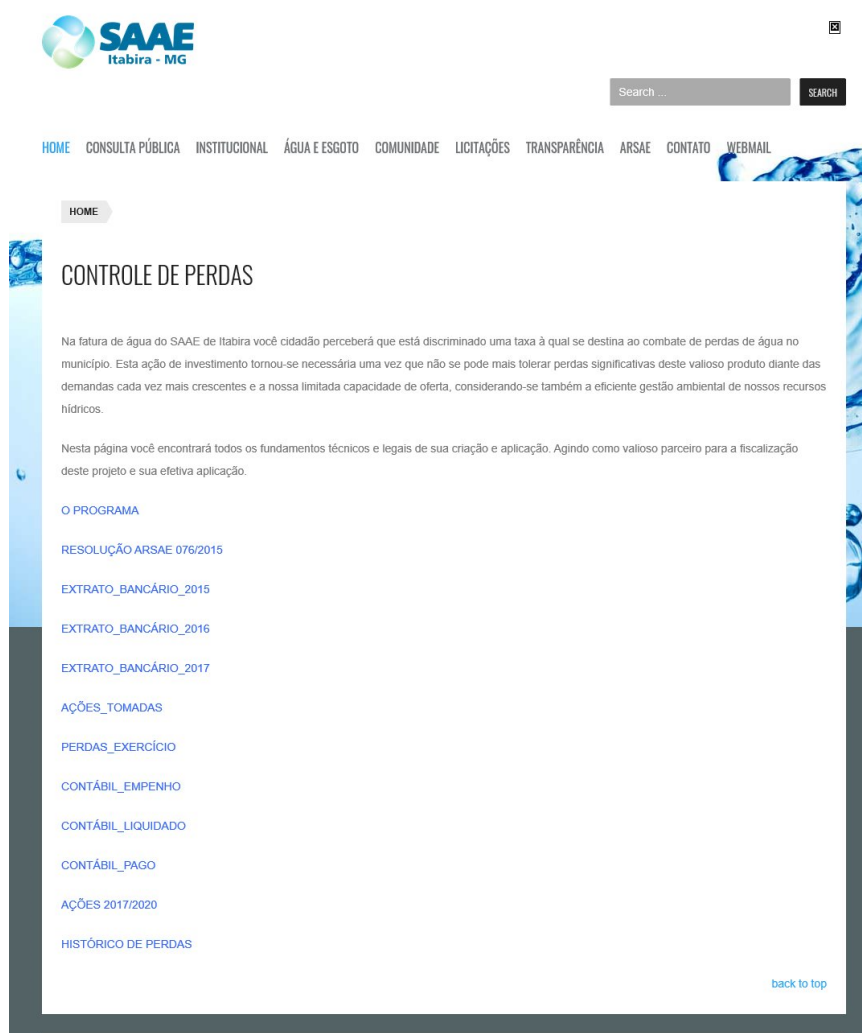 SAAE
Itabira - MG
Search ...
SEARCH
HOME CONSULTA PÚBLICA INSTITUCIONAL ÁGUA E ESGOTO COMUNIDADE LICITAÇÕES TRANSPARÊNCIA ARSAE CONTATO WEBMAIL
HOME
CONTROLE DE PERDAS
Na fatura de água do SAAE de Itabira você cidadão perceberá que está discriminado uma taxa à qual se destina ao combate de perdas de água no
município. Esta ação de investimento tornou-se necessária uma vez que não se pode mais tolerar perdas significativas deste valioso produto diante das
demandas cada vez mais crescentes e a nossa limitada capacidade de oferta, considerando-se também a eficiente gestão ambiental de nossos recursos
hídricos.
Nesta página você encontrará todos os fundamentos técnicos e legais de sua criação e aplicação. Agindo como valioso parceiro para a fiscalização
deste projeto e sua efetiva aplicação.
O PROGRAMA
RESOLUÇÃO ARSAE 076/2015
EXTRATO_BANCÁRIO_2015
EXTRATO_BANCÁRIO_2016
EXTRATO_BANCÁRIO_2017
AÇÕES_TOMADAS
PERDAS_EXERCÍCIO
CONTÁBIL_EMPENHO
CONTÁBIL_LIQUIDADO
CONTÁBIL_PAGO
AÇÕES 2017/2020
HISTÓRICO DE PERDAS
back to top